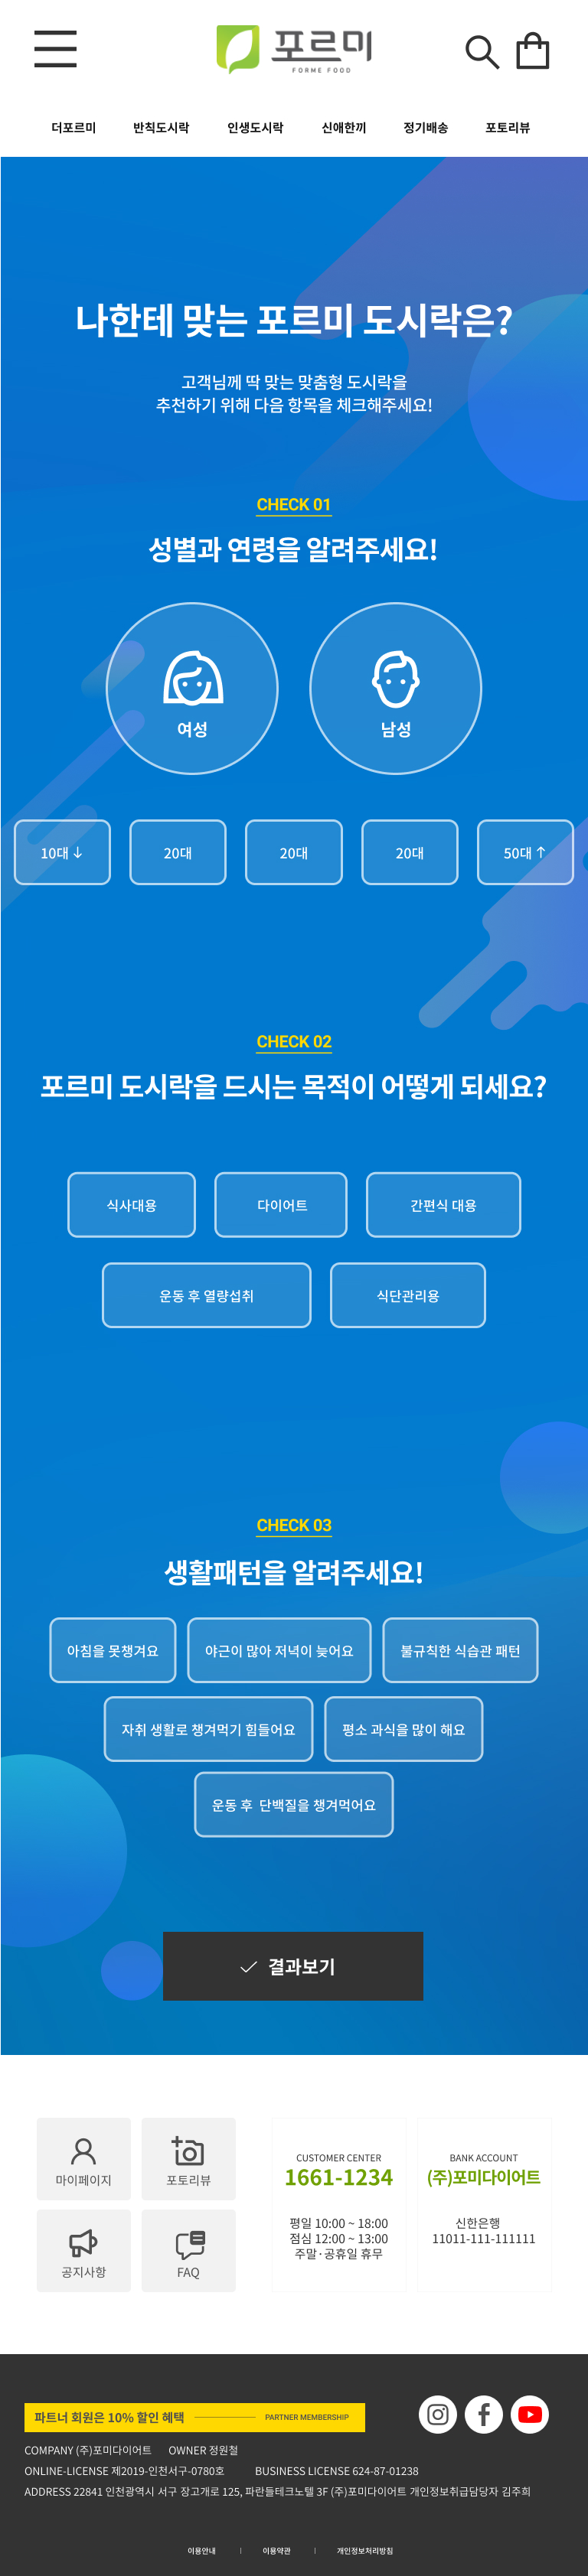 포르미
FORME FOOD
더포르미 반칙도시락 인생도시락 신애한끼 정기배송 포토리뷰
나한테 맞는 포르미 도시락은?
고객님께 딱 맞는 맞춤형 도시락을
추천하기 위해 다음 항목을 체크해주세요!
CHECK 01
성별과 연령을 알려주세요!
여성 남성
10대 ↓ 20대 20대 20대 50대 ↑
CHECK 02
포르미 도시락을 드시는 목적이 어떻게 되세요?
식사대용 다이어트 간편식 대용
운동 후 열량섭취 식단관리용
CHECK 03
생활패턴을 알려주세요!
아침을 못챙겨요 야근이 많아 저녁이 늦어요 불규칙한 식습관 패턴
자취 생활로 챙겨먹기 힘들어요 평소 과식을 많이 해요
운동 후 단백질을 챙겨먹어요
결과보기
마이페이지 포토리뷰
공지사항 FAQ
CUSTOMER CENTER
1661-1234
평일 10:00 ~ 18:00
점심 12:00 ~ 13:00
주말·공휴일 휴무
BANK ACCOUNT
(주)포미다이어트
신한은행
11011-111-111111
파트너 회원은 10% 할인 혜택 PARTNER MEMBERSHIP
COMPANY (주)포미다이어트 OWNER 정원철
ONLINE-LICENSE 제2019-인천서구-0780호 BUSINESS LICENSE 624-87-01238
ADDRESS 22841 인천광역시 서구 장고개로 125, 파란들테크노텔 3F (주)포미다이어트 개인정보취급담당자 김주희
이용안내 | 이용약관 | 개인정보처리방침